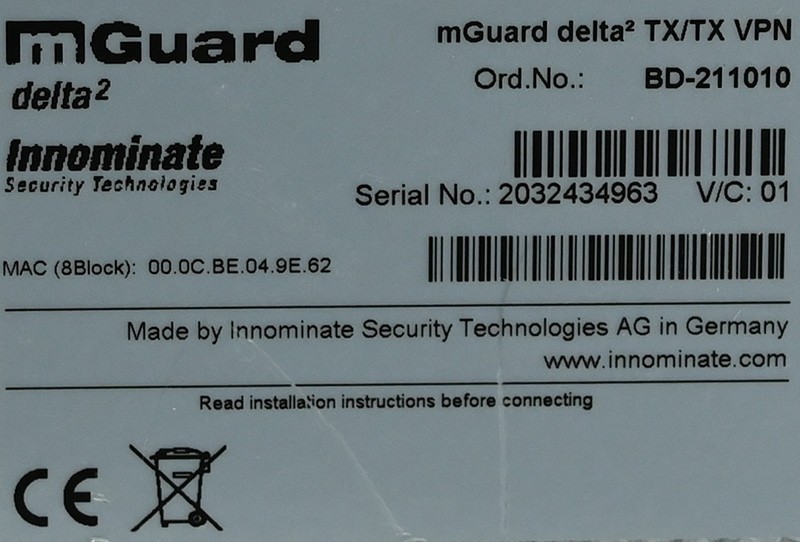 mGuard
delta²
Innominate
Security Technologies
mGuard delta² TX/TX VPN
Ord.No.: BD-211010
Serial No.: 2032434963 V/C: 01
MAC (8Block): 00.0C.BE.04.9E.62
Made by Innominate Security Technologies AG in Germany
www.innominate.com
Read installation instructions before connecting
CE